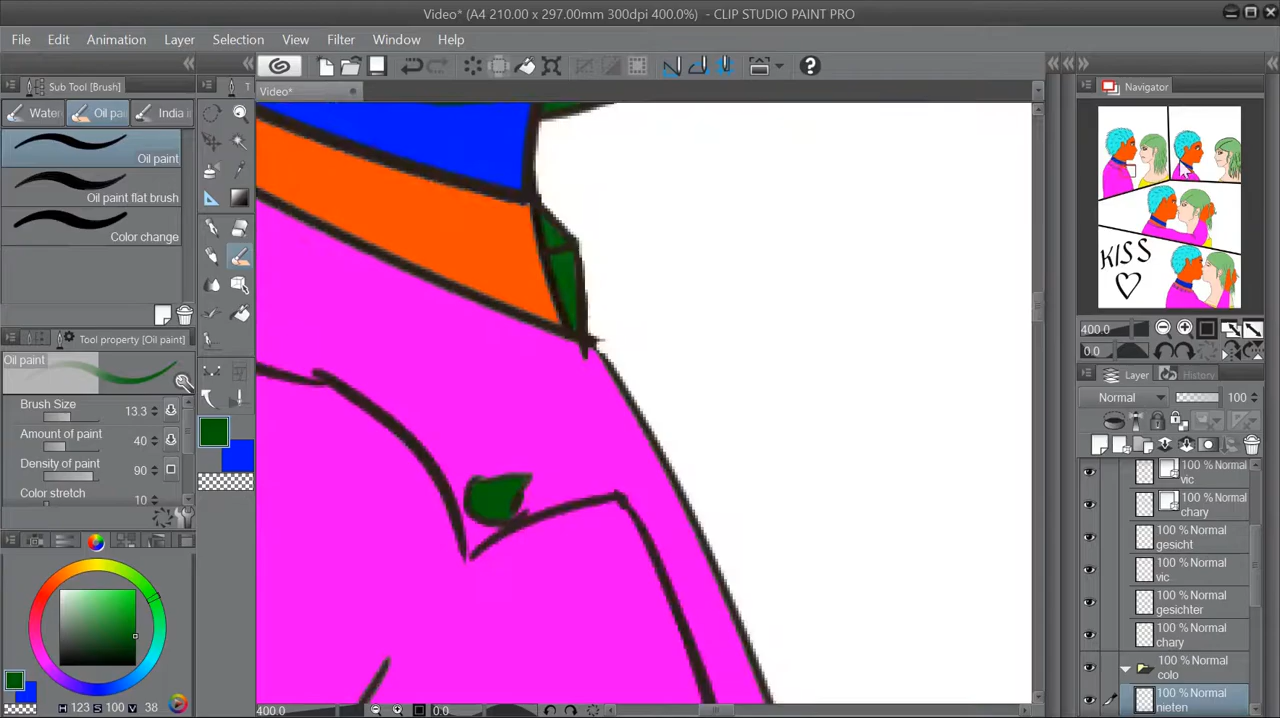 Video* (A4 210.00 x 297.00mm 300dpi 400.0%) - CLIP STUDIO PAINT PRO
File Edit Animation Layer Selection View Filter Window Help
Sub Tool [Brush]
Video*
Navigator
Water Oil pa India i
Oil paint
Oil paint flat brush
Color change
KISS
Tool property [Oil paint]
400.0
Oil paint
0.0
Brush Size 13.3
Layer History
Amount of paint 40
Normal 100
Density of paint 90
Color stretch 10
100 % Normal
vic
100 % Normal
chary
100 % Normal
gesicht
100 % Normal
vic
100 % Normal
gesichter
100 % Normal
chary
100 % Normal
colo
100 % Normal
nieten
H 123 S 100 V 38
400.0 0.0